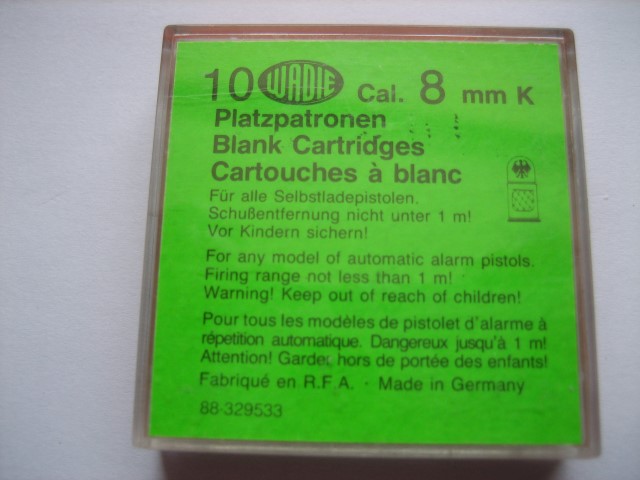 10 WADIE Cal. 8 mm K
Platzpatronen
Blank Cartridges
Cartouches à blanc
Für alle Selbstladepistolen.
Schußentfernung nicht unter 1 m!
Vor Kindern sichern!
For any model of automatic alarm pistols.
Firing range not less than 1 m!
Warning! Keep out of reach of children!
Pour tous les modèles de pistolet d'alarme à
répetition automatique. Dangereux jusqu'à 1 m!
Attention! Garder hors de portée des enfants!
Fabriqué en R.F.A. · Made in Germany
88-329533